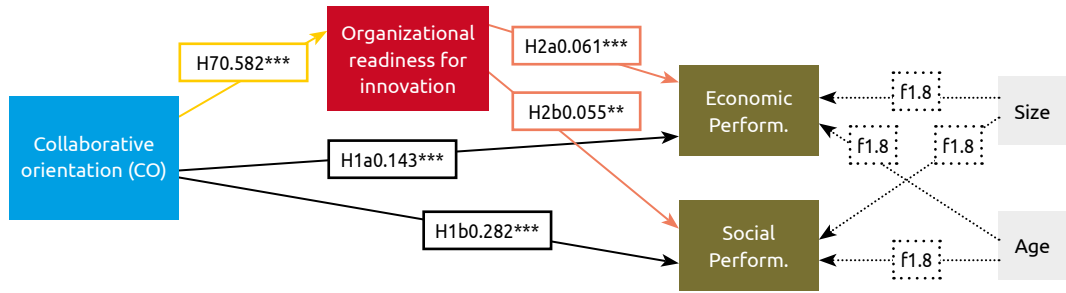 Organizational
readiness for
innovation
H70.582***
H2a0.061***
H2b0.055**
Economic
Perform.
f1.8
Size
Collaborative
orientation (CO)
H1a0.143***
f1.8
f1.8
H1b0.282***
Social
Perform.
f1.8
Age